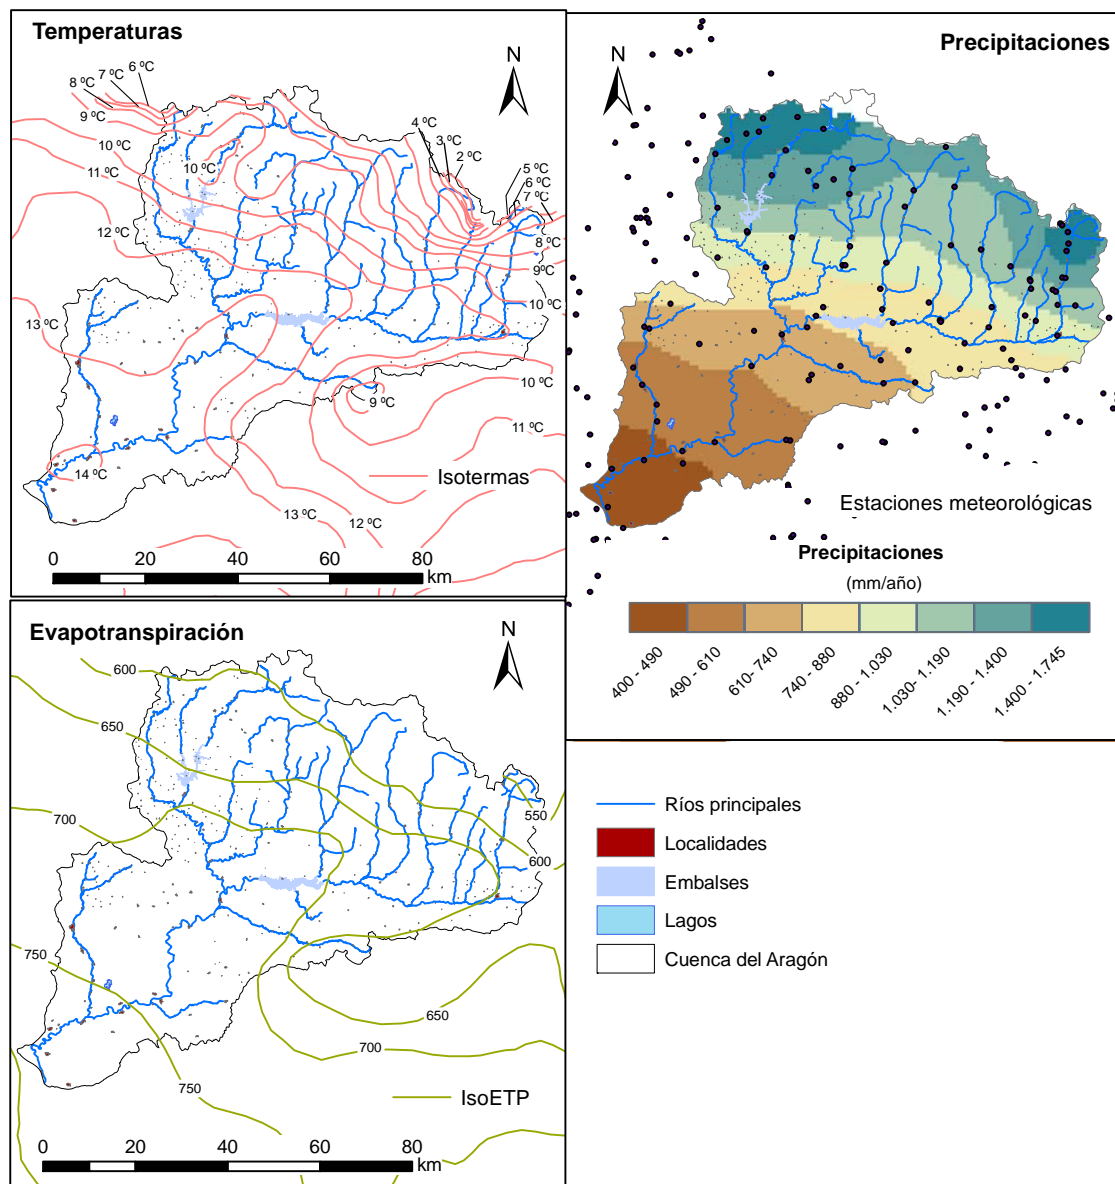 Temperaturas
N
6 ºC
7 ºC
8 ºC
9 ºC
10 ºC
11 ºC
12 ºC
13 ºC
10 ºC
4 ºC
3 ºC
2 ºC
5 ºC
6 ºC
7 ºC
8 ºC
9ºC
10 ºC
10 ºC
9 ºC
11 ºC
14 ºC
13 ºC
12 ºC
Isotermas
0 20 40 60 80
km
Precipitaciones
N
Estaciones meteorológicas
Precipitaciones
(mm/año)
400 - 490
490 - 610
610- 740
740 - 880
880 - 1.030
1.030- 1.190
1.190 - 1.400
1.400 - 1.745
Evapotranspiración
N
600
650
700
750
550
600
650
700
750
IsoETP
0 20 40 60 80
km
Ríos principales
Localidades
Embalses
Lagos
Cuenca del Aragón